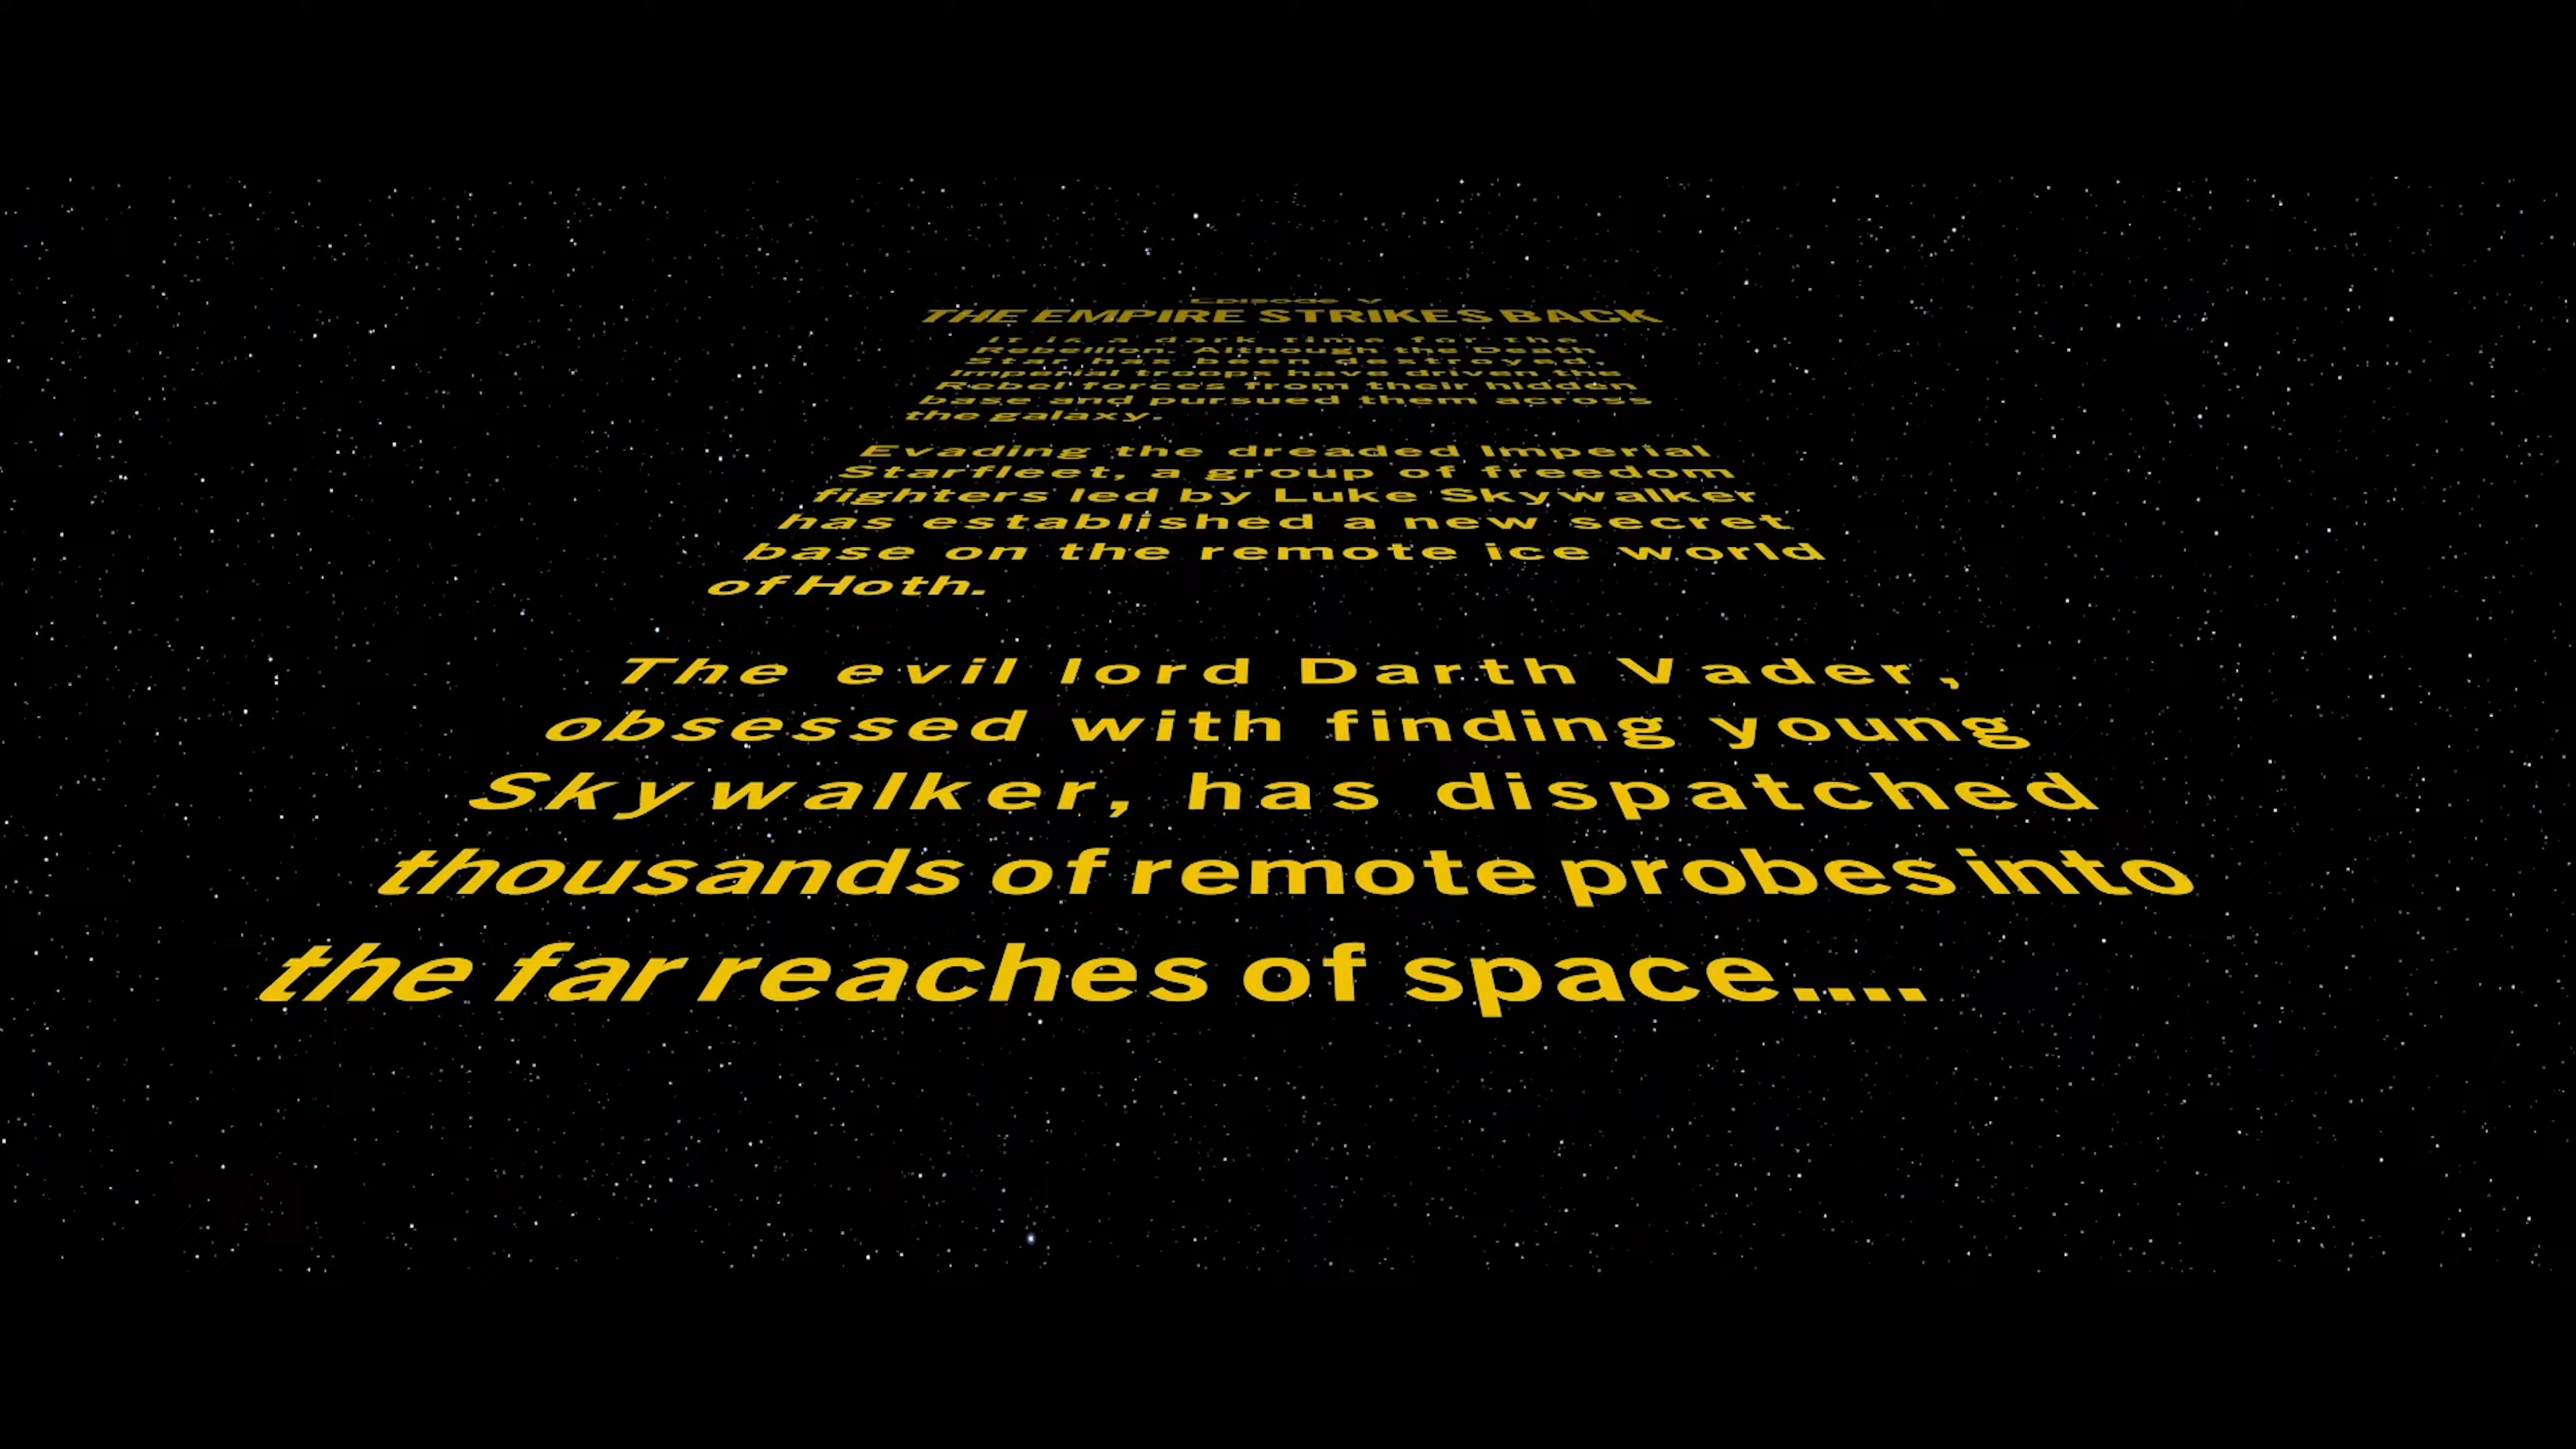 Episode V
THE EMPIRE STRIKES BACK
It is a dark time for the
Rebellion. Although the Death
Star has been destroyed,
Imperial troops have driven the
Rebel forces from their hidden
base and pursued them across
the galaxy.
Evading the dreaded Imperial
Starfleet, a group of freedom
fighters led by Luke Skywalker
has established a new secret
base on the remote ice world
of Hoth.
The evil lord Darth Vader,
obsessed with finding young
Skywalker, has dispatched
thousands of remote probes into
the far reaches of space....